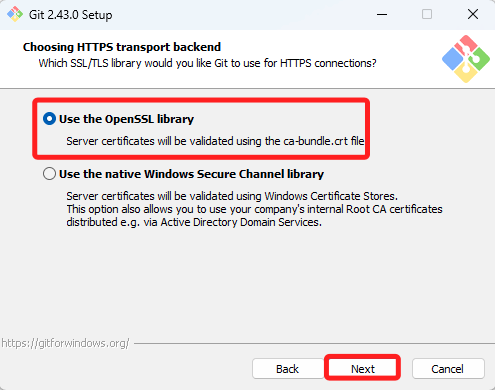 Git 2.43.0 Setup
Choosing HTTPS transport backend
Which SSL/TLS library would you like Git to use for HTTPS connections?
Use the OpenSSL library
Server certificates will be validated using the ca-bundle.crt file
Use the native Windows Secure Channel library
Server certificates will be validated using Windows Certificate Stores.
This option also allows you to use your company's internal Root CA certificates
distributed e.g. via Active Directory Domain Services.
https://gitforwindows.org/
Back Next Cancel